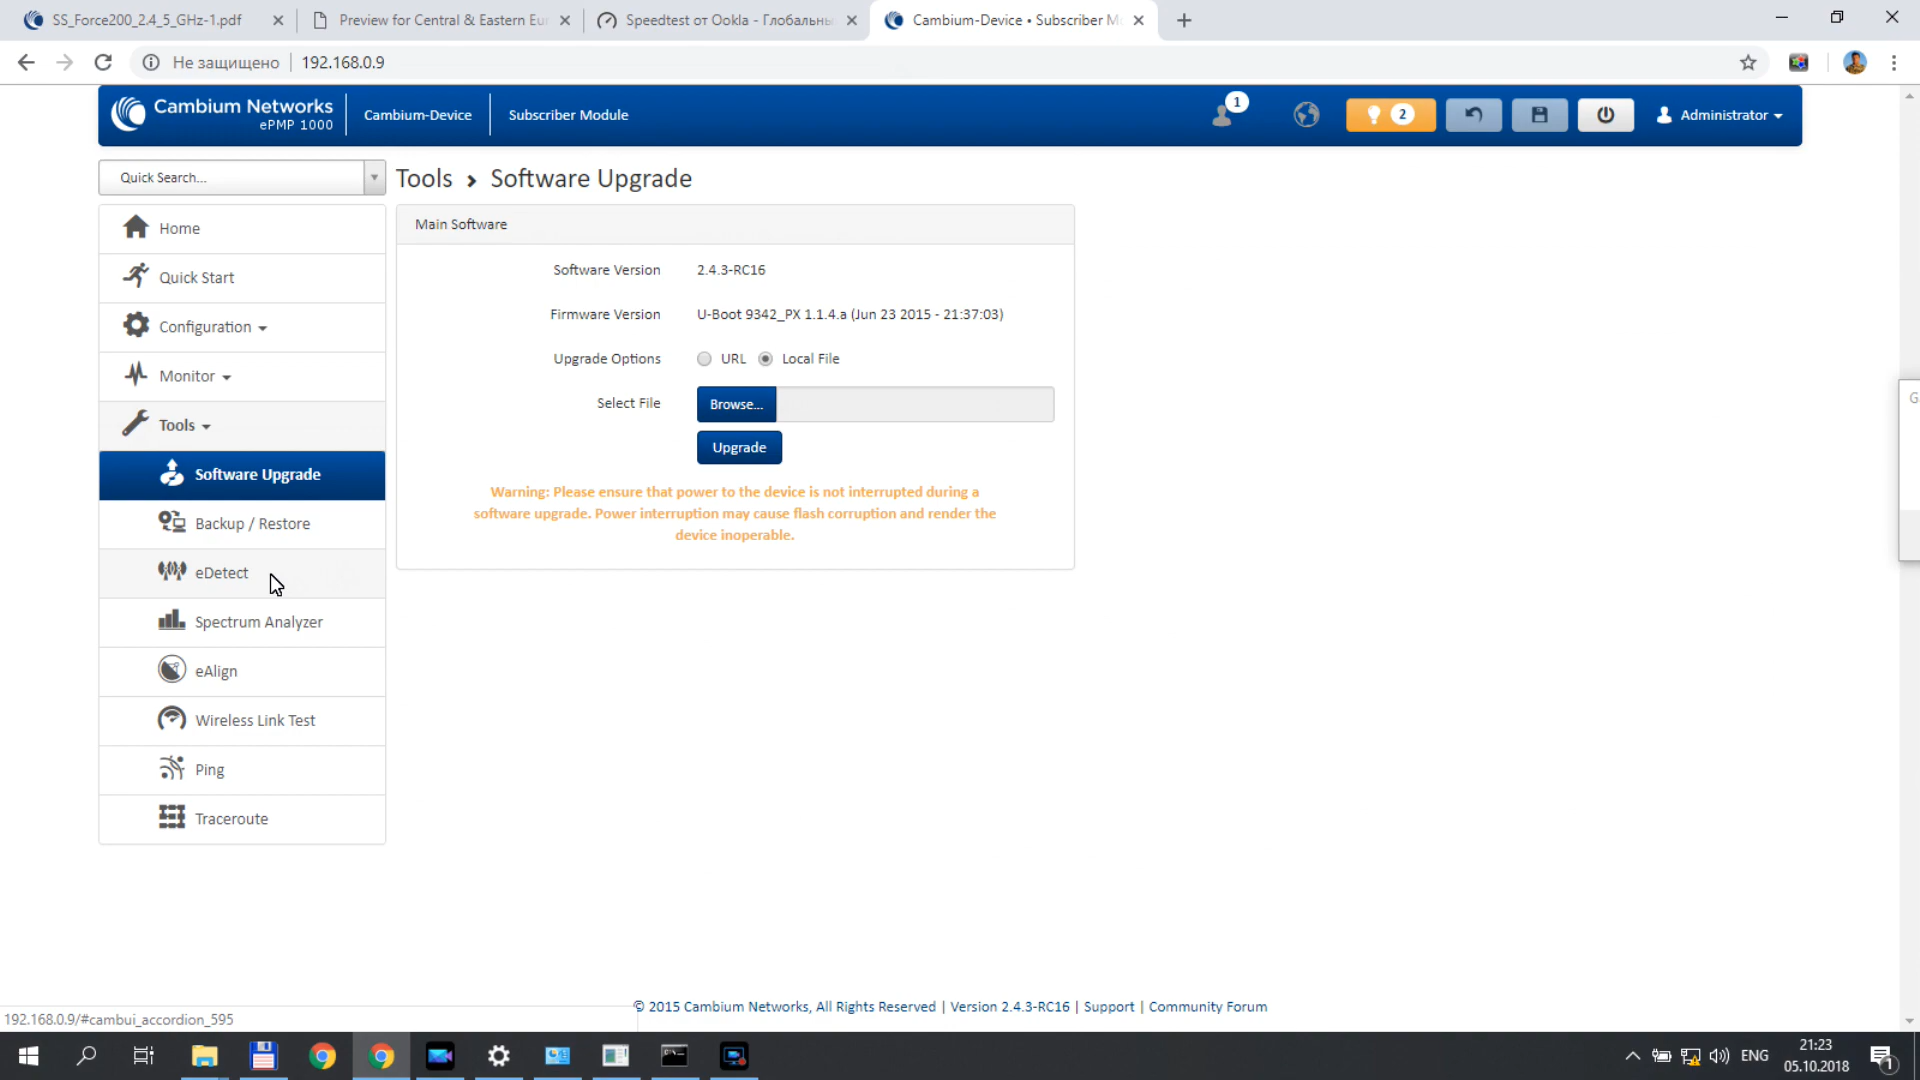 SS_Force200_2.4_5_GHz-1.pdf
Preview for Central & Eastern Eu
Speedtest от Ookla - Глобальны
Cambium-Device • Subscriber M
Не защищено
192.168.0.9
Cambium Networks
ePMP 1000
Cambium-Device
Subscriber Module
1
2
Administrator
Quick Search...
Tools > Software Upgrade
Home
Quick Start
Configuration
Monitor
Tools
Software Upgrade
Backup / Restore
eDetect
Spectrum Analyzer
eAlign
Wireless Link Test
Ping
Traceroute
Main Software
Software Version 2.4.3-RC16
Firmware Version U-Boot 9342_PX 1.1.4.a (Jun 23 2015 - 21:37:03)
Upgrade Options URL Local File
Select File Browse...
Upgrade
Warning: Please ensure that power to the device is not interrupted during a
software upgrade. Power interruption may cause flash corruption and render the
device inoperable.
G
© 2015 Cambium Networks, All Rights Reserved | Version 2.4.3-RC16 | Support | Community Forum
192.168.0.9/#cambui_accordion_595
ENG
21:23
05.10.2018
1